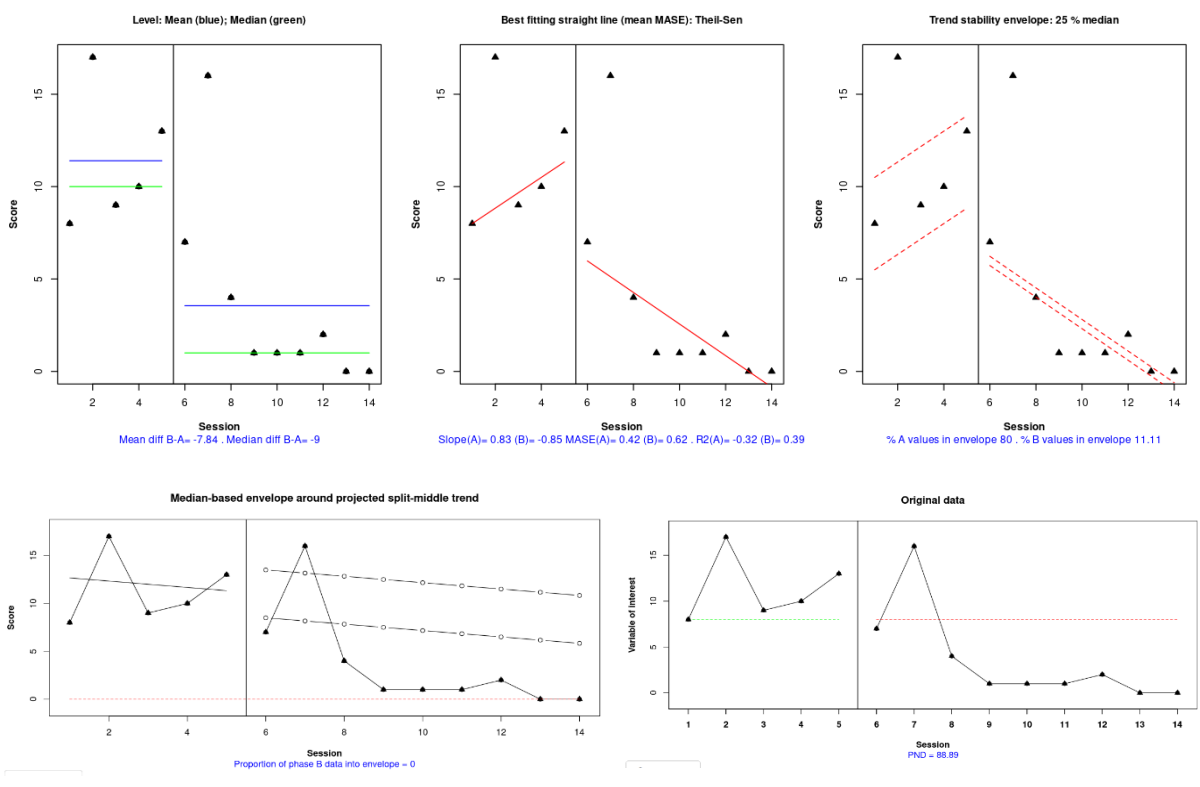 Level: Mean (blue); Median (green)
Score
15
10
5
0
2 4 6 8 10 12 14
Session
Mean diff B-A= -7.84 . Median diff B-A= -9
Best fitting straight line (mean MASE): Theil-Sen
Score
15
10
5
0
2 4 6 8 10 12 14
Session
Slope(A)= 0.83 (B)= -0.85 MASE(A)= 0.42 (B)= 0.62 . R2(A)= -0.32 (B)= 0.39
Trend stability envelope: 25 % median
Score
15
10
5
0
2 4 6 8 10 12 14
Session
% A values in envelope 80 . % B values in envelope 11.11
Median-based envelope around projected split-middle trend
Score
15
10
5
0
2 4 6 8 10 12 14
Session
Proportion of phase B data into envelope = 0
Original data
Variable of interest
15
10
5
0
1 2 3 4 5 6 7 8 9 10 11 12 13 14
Session
PND = 88.89